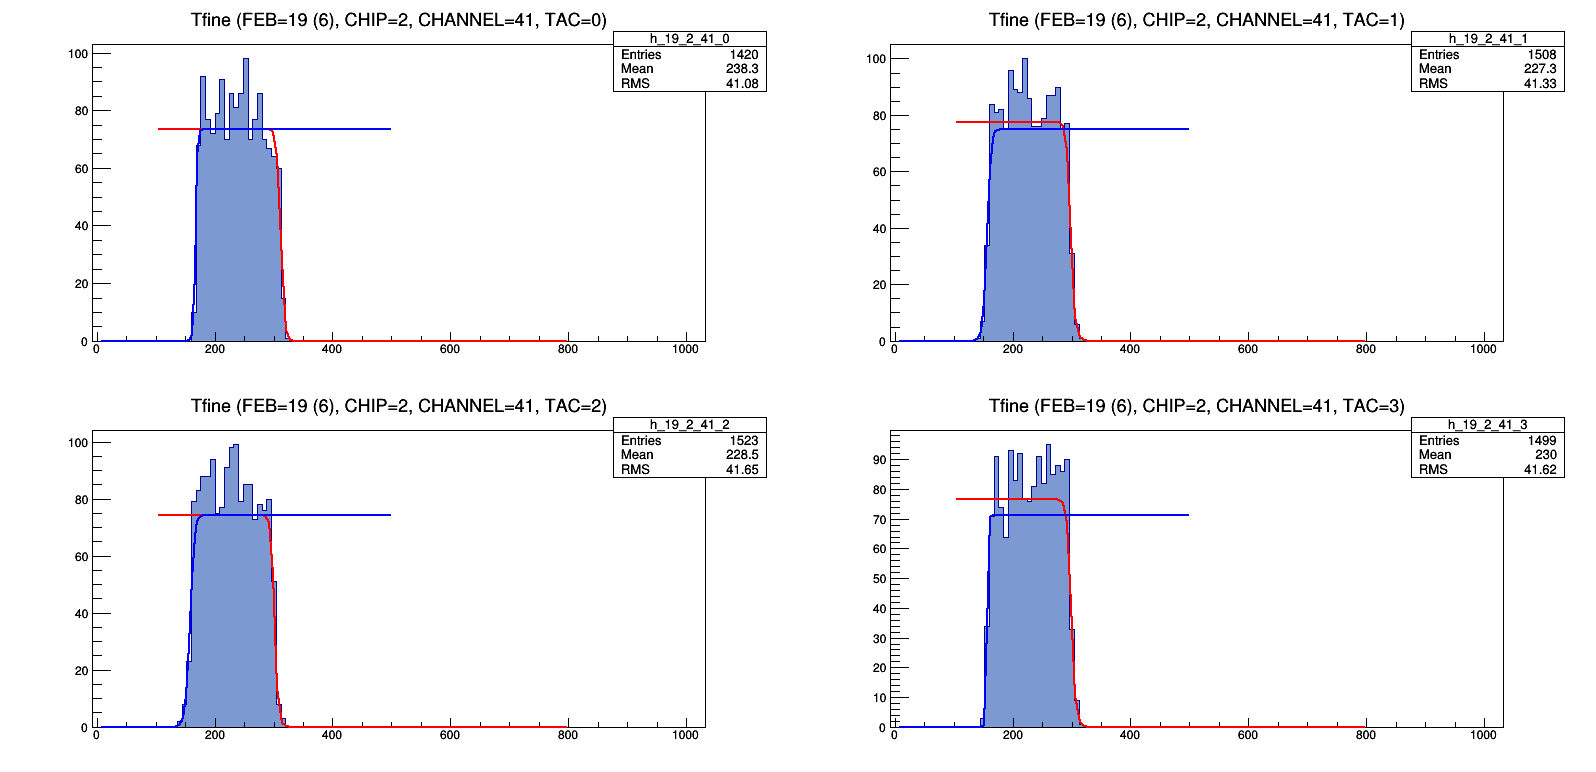 Tfine (FEB=19 (6), CHIP=2, CHANNEL=41, TAC=0)
h_19_2_41_0
Entries 1420
Mean 238.3
RMS 41.08
100
80
60
40
20
0
0 200 400 600 800 1000
Tfine (FEB=19 (6), CHIP=2, CHANNEL=41, TAC=1)
h_19_2_41_1
Entries 1508
Mean 227.3
RMS 41.33
100
80
60
40
20
0
0 200 400 600 800 1000
Tfine (FEB=19 (6), CHIP=2, CHANNEL=41, TAC=2)
h_19_2_41_2
Entries 1523
Mean 228.5
RMS 41.65
100
80
60
40
20
0
0 200 400 600 800 1000
Tfine (FEB=19 (6), CHIP=2, CHANNEL=41, TAC=3)
h_19_2_41_3
Entries 1499
Mean 230
RMS 41.62
90
80
70
60
50
40
30
20
10
0
0 200 400 600 800 1000